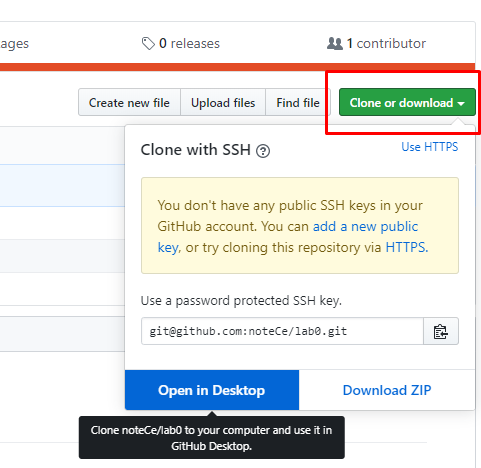 ages
0 releases
1 contributor
Create new file
Upload files
Find file
Clone or download
Clone with SSH
Use HTTPS
You don't have any public SSH keys in your
GitHub account. You can add a new public
key, or try cloning this repository via HTTPS.
Use a password protected SSH key.
git@github.com:noteCe/lab0.git
Open in Desktop
Download ZIP
Clone noteCe/lab0 to your computer and use it in
GitHub Desktop.